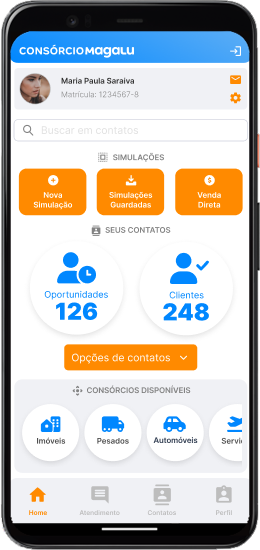 CONSÓRCIO MAGALU
Maria Paula Saraiva
Matrícula: 1234567-8
Buscar em contatos
SIMULAÇÕES
Nova
Simulação
Simulações
Guardadas
Venda
Direta
SEUS CONTATOS
Oportunidades
126
Clientes
248
Opções de contatos
CONSÓRCIOS DISPONÍVEIS
Imóveis
Pesados
Automóveis
Servi
Home
Atendimento
Contatos
Perfil